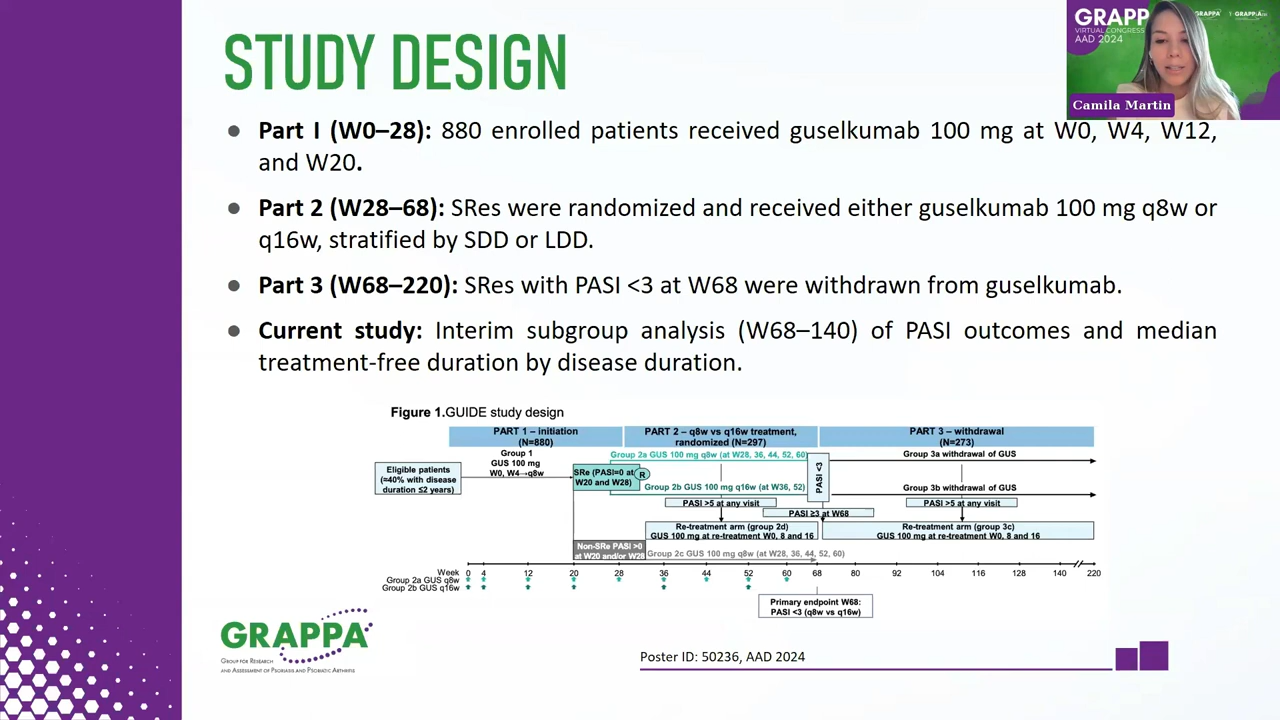 STUDY DESIGN
GRAPP
VIRTUAL CONGRESS
AAD 2024
GRAPPA
Camila Martin
● Part I (W0–28): 880 enrolled patients received guselkumab 100 mg at W0, W4, W12,
and W20.
● Part 2 (W28–68): SRes were randomized and received either guselkumab 100 mg q8w or
q16w, stratified by SDD or LDD.
● Part 3 (W68–220): SRes with PASI <3 at W68 were withdrawn from guselkumab.
● Current study: Interim subgroup analysis (W68–140) of PASI outcomes and median
treatment-free duration by disease duration.
Figure 1.GUIDE study design
PART 1 – initiation
(N=880)
PART 2 – q8w vs q16w treatment,
randomized (N=297)
PART 3 – withdrawal
(N=273)
Group 1
GUS 100 mg
W0, W4→q8w
Eligible patients
(≈40% with disease
duration ≤2 years)
SRe (PASI=0 at
W20 and W28)
R
Group 2a GUS 100 mg q8w (at W28, 36, 44, 52, 60)
Group 2b GUS 100 mg q16w (at W36, 52)
PASI <3
Group 3a withdrawal of GUS
Group 3b withdrawal of GUS
PASI >5 at any visit
PASI ≥3 at W68
PASI >5 at any visit
Re-treatment arm (group 2d)
GUS 100 mg at re-treatment W0, 8 and 16
Re-treatment arm (group 3c)
GUS 100 mg at re-treatment W0, 8 and 16
Non-SRe PASI >0
at W20 and/or W28
Group 2c GUS 100 mg q8w (at W28, 36, 44, 52, 60)
Week 0 4 12 20 28 36 44 52 60 68 80 92 104 116 128 140 220
Group 2a GUS q8w
Group 2b GUS q16w
Primary endpoint W68:
PASI <3 (q8w vs q16w)
GRAPPA
GROUP FOR RESEARCH
AND ASSESSMENT OF PSORIASIS AND PSORIATIC ARTHRITIS
Poster ID: 50236, AAD 2024